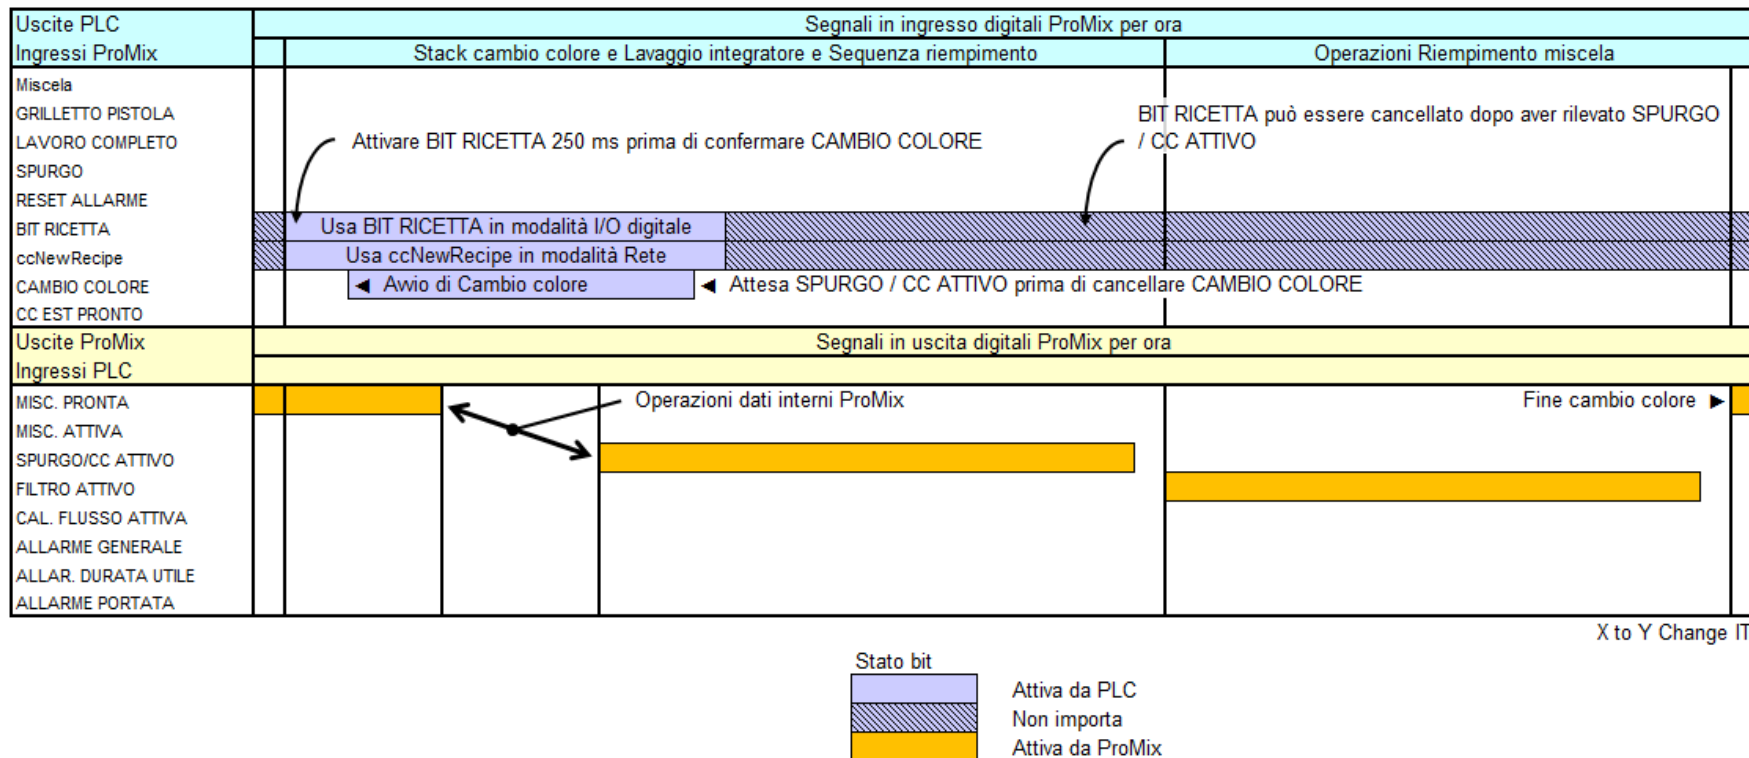 Uscite PLC
Segnali in ingresso digitali ProMix per ora
Ingressi ProMix
Stack cambio colore e Lavaggio integratore e Sequenza riempimento
Operazioni Riempimento miscela
Miscela
GRILLETTO PISTOLA
LAVORO COMPLETO
SPURGO
RESET ALLARME
BIT RICETTA
ccNewRecipe
CAMBIO COLORE
CC EST PRONTO
Attivare BIT RICETTA 250 ms prima di confermare CAMBIO COLORE
BIT RICETTA può essere cancellato dopo aver rilevato SPURGO
/ CC ATTIVO
Usa BIT RICETTA in modalità I/O digitale
Usa ccNewRecipe in modalità Rete
◄ Avvio di Cambio colore
◄ Attesa SPURGO / CC ATTIVO prima di cancellare CAMBIO COLORE
Uscite ProMix
Segnali in uscita digitali ProMix per ora
Ingressi PLC
MISC. PRONTA
MISC. ATTIVA
SPURGO/CC ATTIVO
FILTRO ATTIVO
CAL. FLUSSO ATTIVA
ALLARME GENERALE
ALLAR. DURATA UTILE
ALLARME PORTATA
Operazioni dati interni ProMix
Fine cambio colore ►
X to Y Change IT
Stato bit
Attiva da PLC
Non importa
Attiva da ProMix